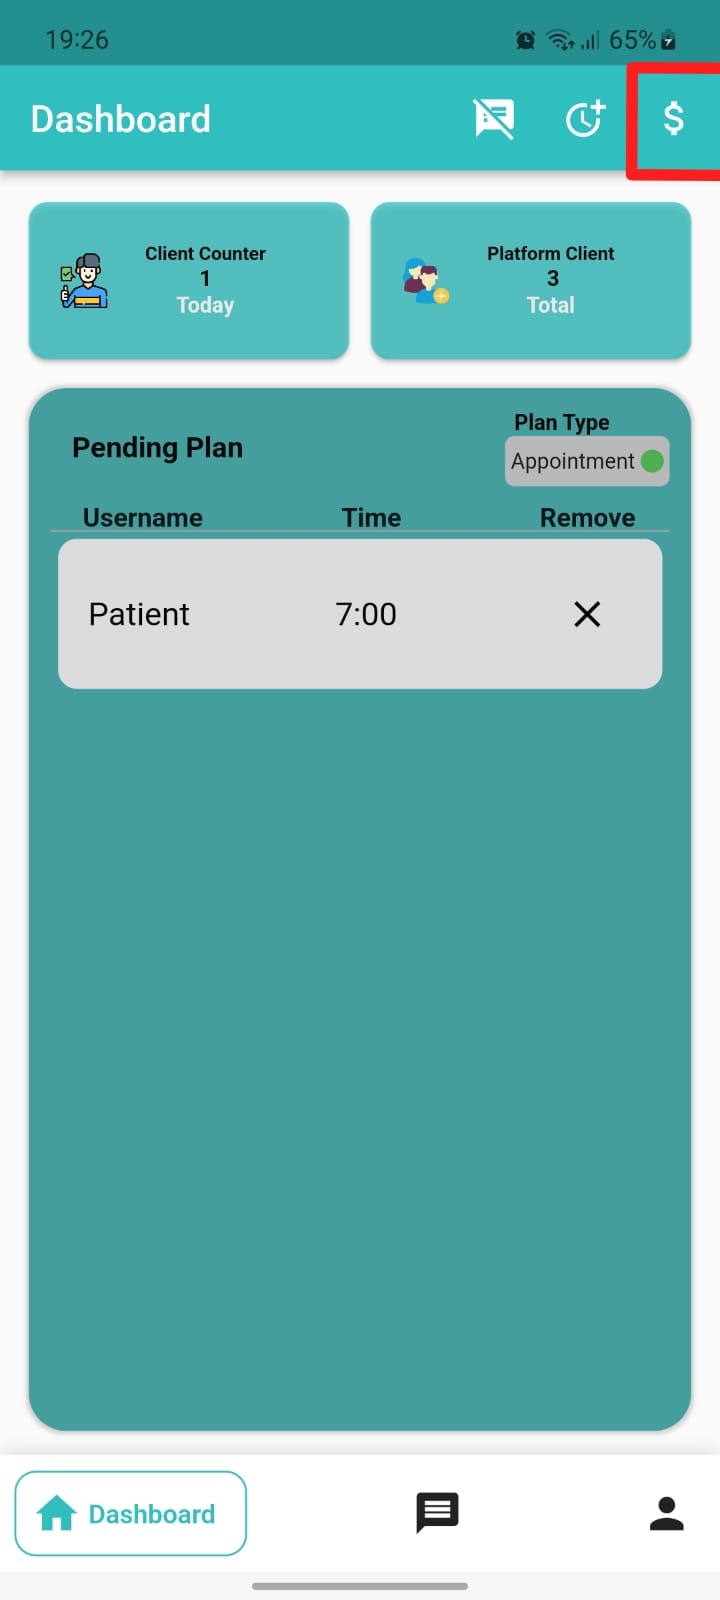 19:26 65%
Dashboard $
Client Counter
1
Today
Platform Client
3
Total
Pending Plan
Plan Type
Appointment
Username Time Remove
Patient 7:00
Dashboard